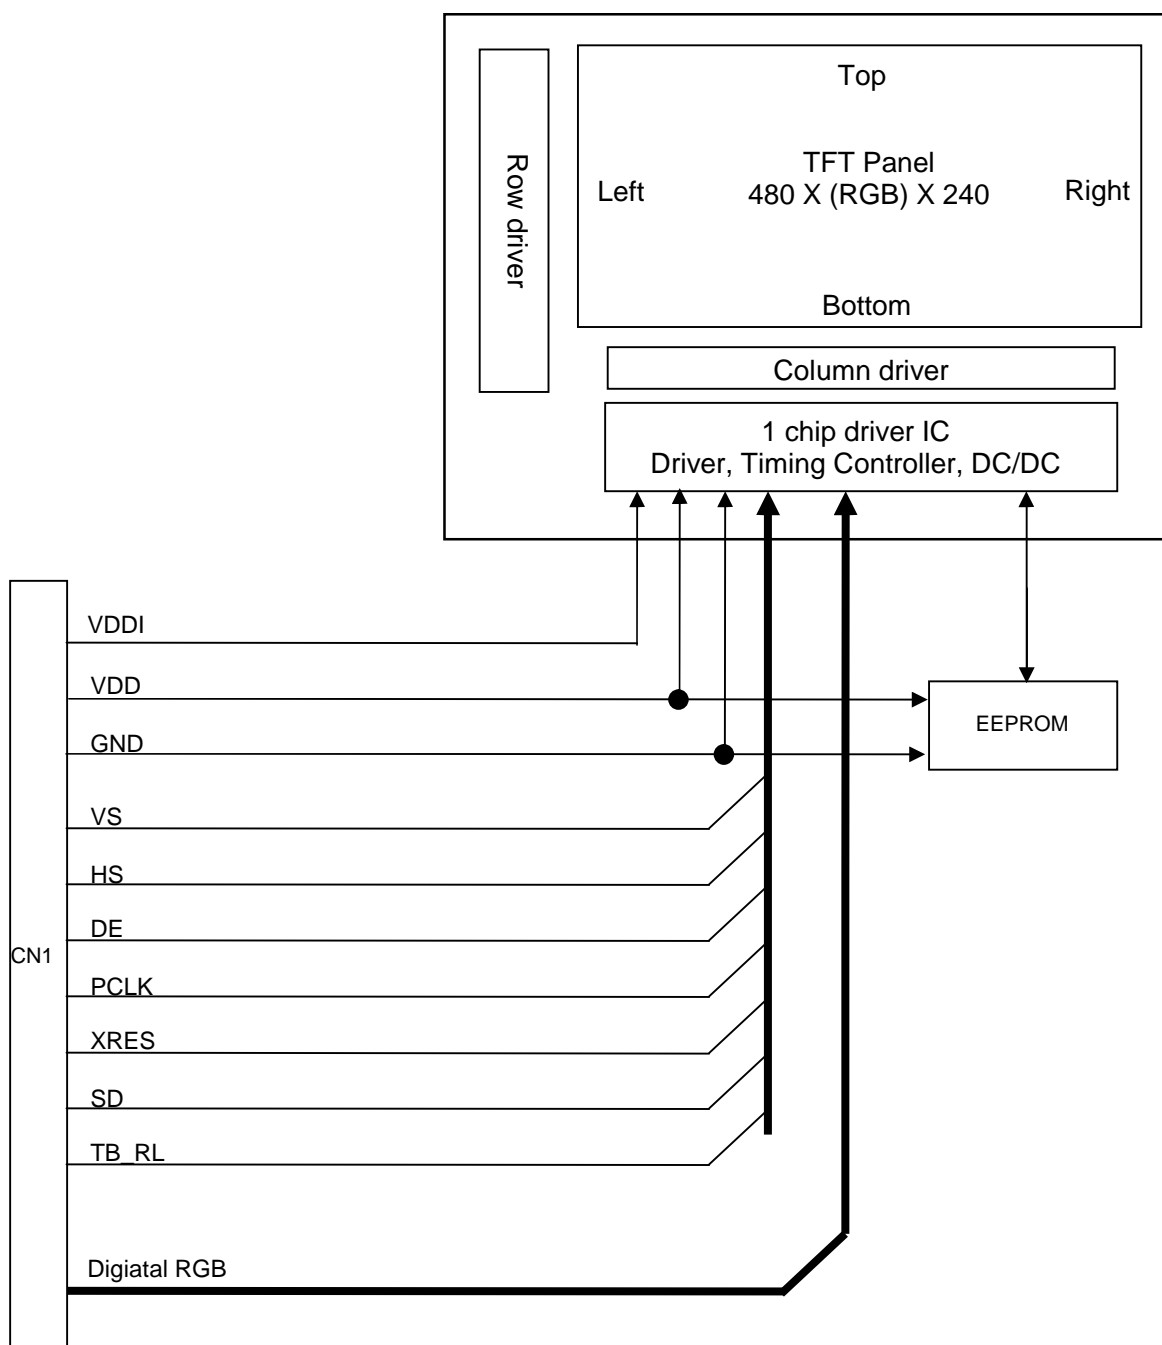 Top
Row driver
TFT Panel
Left
480 X (RGB) X 240
Right
Bottom
Column driver
1 chip driver IC
Driver, Timing Controller, DC/DC
VDDI
VDD
EEPROM
GND
VS
HS
DE
CN1
PCLK
XRES
SD
TB_RL
Digiatal RGB